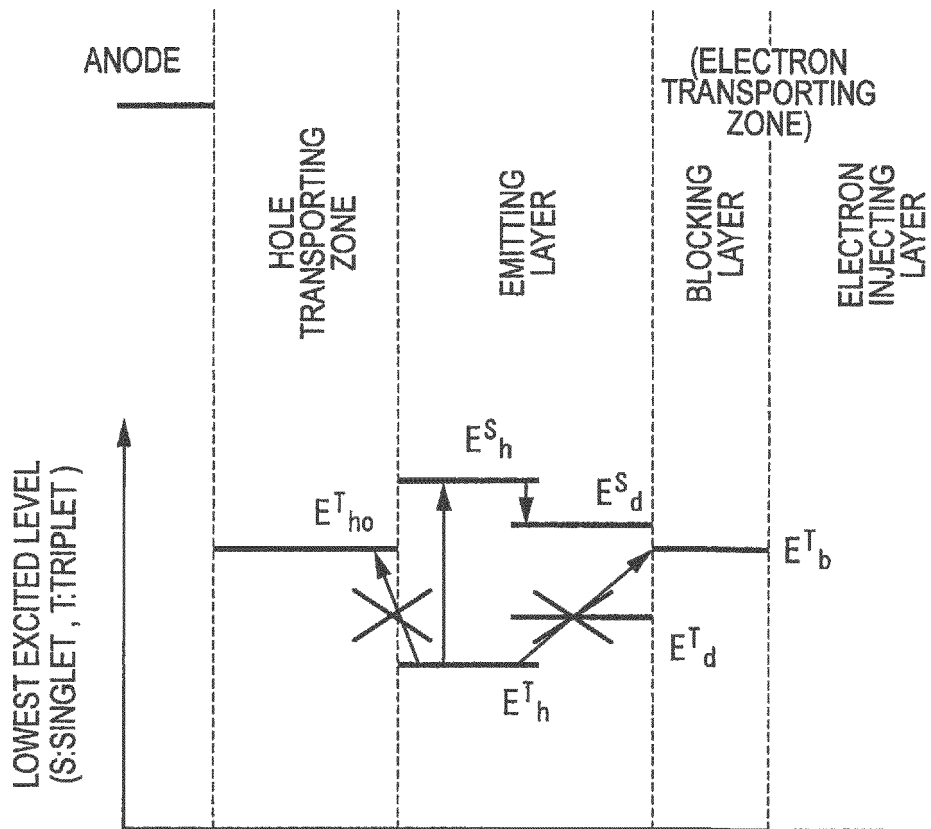 ANODE
(ELECTRON
TRANSPORTING
ZONE)
HOLE
TRANSPORTING
ZONE
EMITTING
LAYER
BLOCKING
LAYER
ELECTRON
INJECTING
LAYER
LOWEST EXCITED LEVEL
(S:SINGLET , T:TRIPLET )
E^S_h
E^S_d
E^T_ho
E^T_b
E^T_d
E^T_h